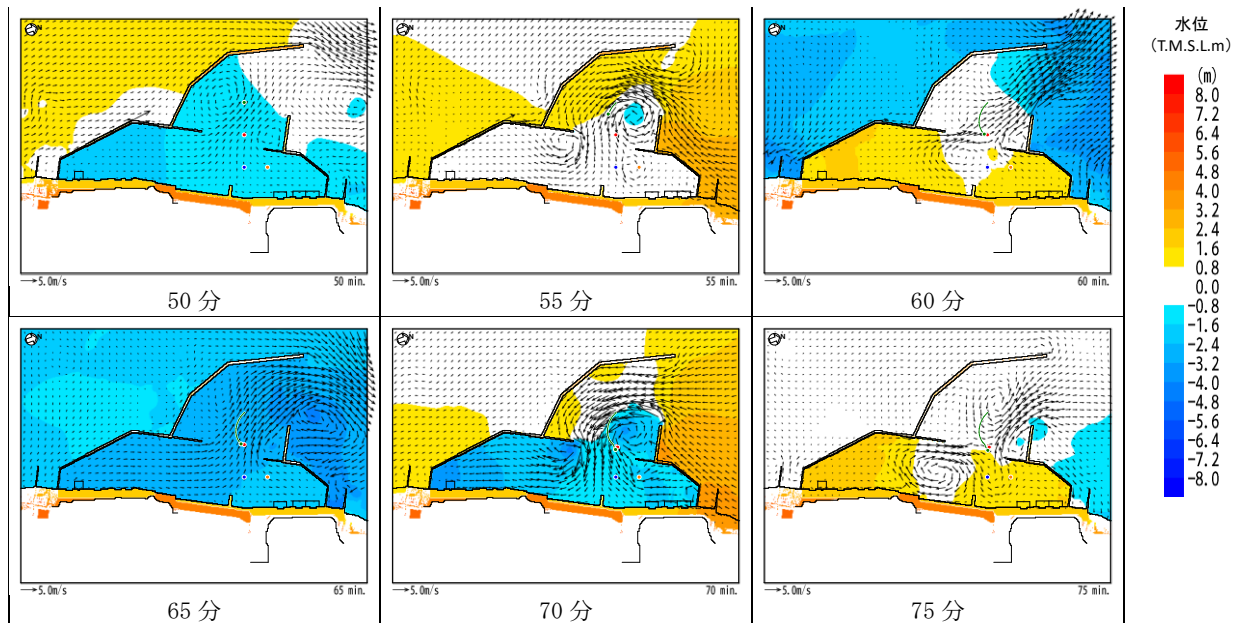 N
→5.0m/s 50 min.
50 分
N
→5.0m/s 55 min.
55 分
N
→5.0m/s 60 min.
60 分
N
→5.0m/s 65 min.
65 分
N
→5.0m/s 70 min.
70 分
N
→5.0m/s 75 min.
75 分
水位
(T.M.S.L.m)
(m)
8.0
7.2
6.4
5.6
4.8
4.0
3.2
2.4
1.6
0.8
0.0
-0.8
-1.6
-2.4
-3.2
-4.0
-4.8
-5.6
-6.4
-7.2
-8.0